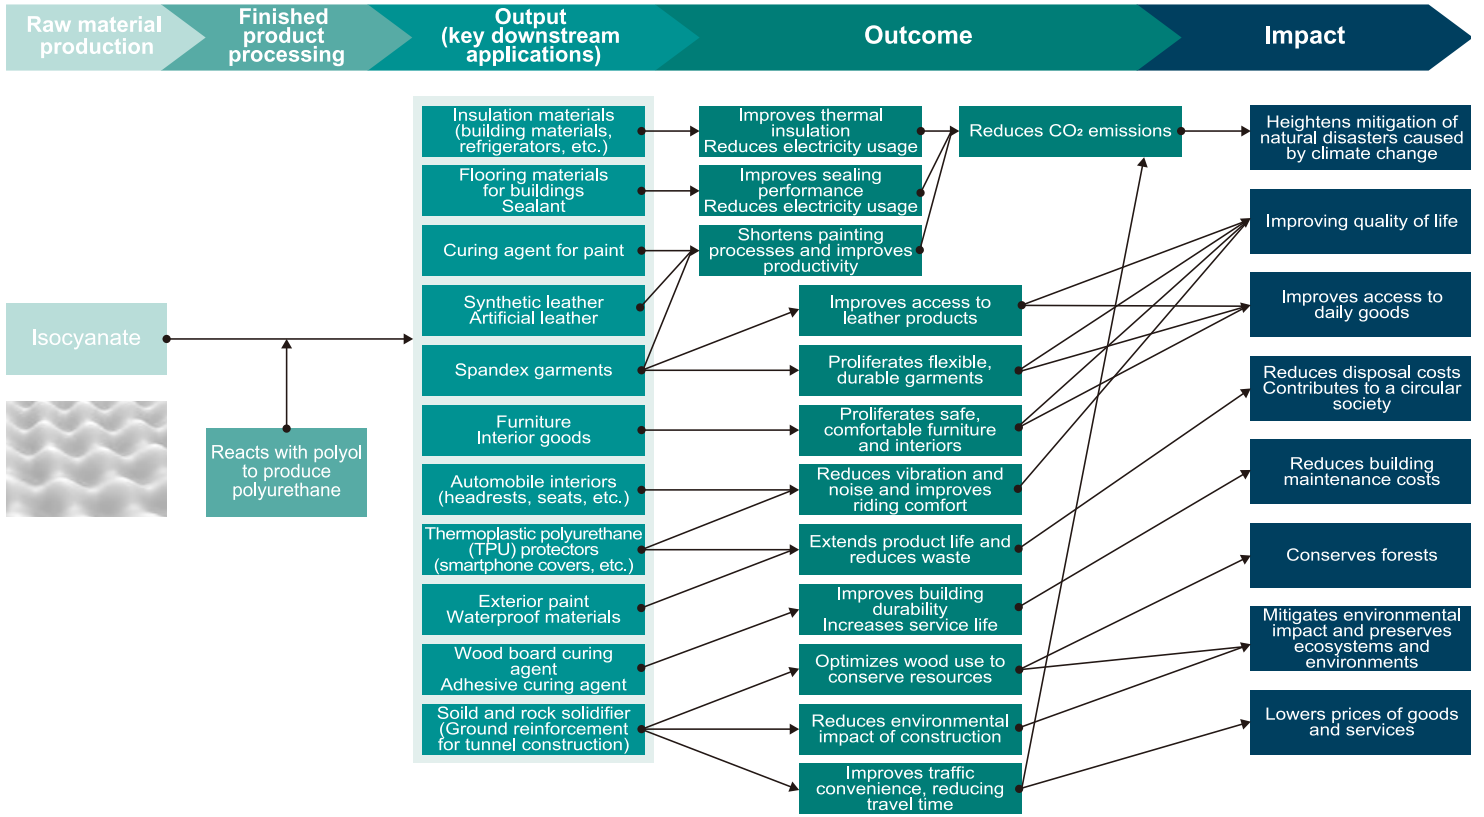 Raw material
production
Finished
product
processing
Output
(key downstream
applications)
Outcome
Impact
Isocyanate
Reacts with polyol
to produce
polyurethane
Insulation materials
(building materials,
refrigerators, etc.)
Flooring materials
for buildings
Sealant
Curing agent for paint
Synthetic leather
Artificial leather
Spandex garments
Furniture
Interior goods
Automobile interiors
(headrests, seats, etc.)
Thermoplastic polyurethane
(TPU) protectors
(smartphone covers, etc.)
Exterior paint
Waterproof materials
Wood board curing
agent
Adhesive curing agent
Soild and rock solidifier
(Ground reinforcement
for tunnel construction)
Improves thermal
insulation
Reduces electricity usage
Improves sealing
performance
Reduces electricity usage
Shortens painting
processes and improves
productivity
Reduces CO₂ emissions
Improves access to
leather products
Proliferates flexible,
durable garments
Proliferates safe,
comfortable furniture
and interiors
Reduces vibration and
noise and improves
riding comfort
Extends product life and
reduces waste
Improves building
durability
Increases service life
Optimizes wood use to
conserve resources
Reduces environmental
impact of construction
Improves traffic
convenience, reducing
travel time
Heightens mitigation of
natural disasters caused
by climate change
Improving quality of life
Improves access to
daily goods
Reduces disposal costs
Contributes to a circular
society
Reduces building
maintenance costs
Conserves forests
Mitigates environmental
impact and preserves
ecosystems and
environments
Lowers prices of goods
and services